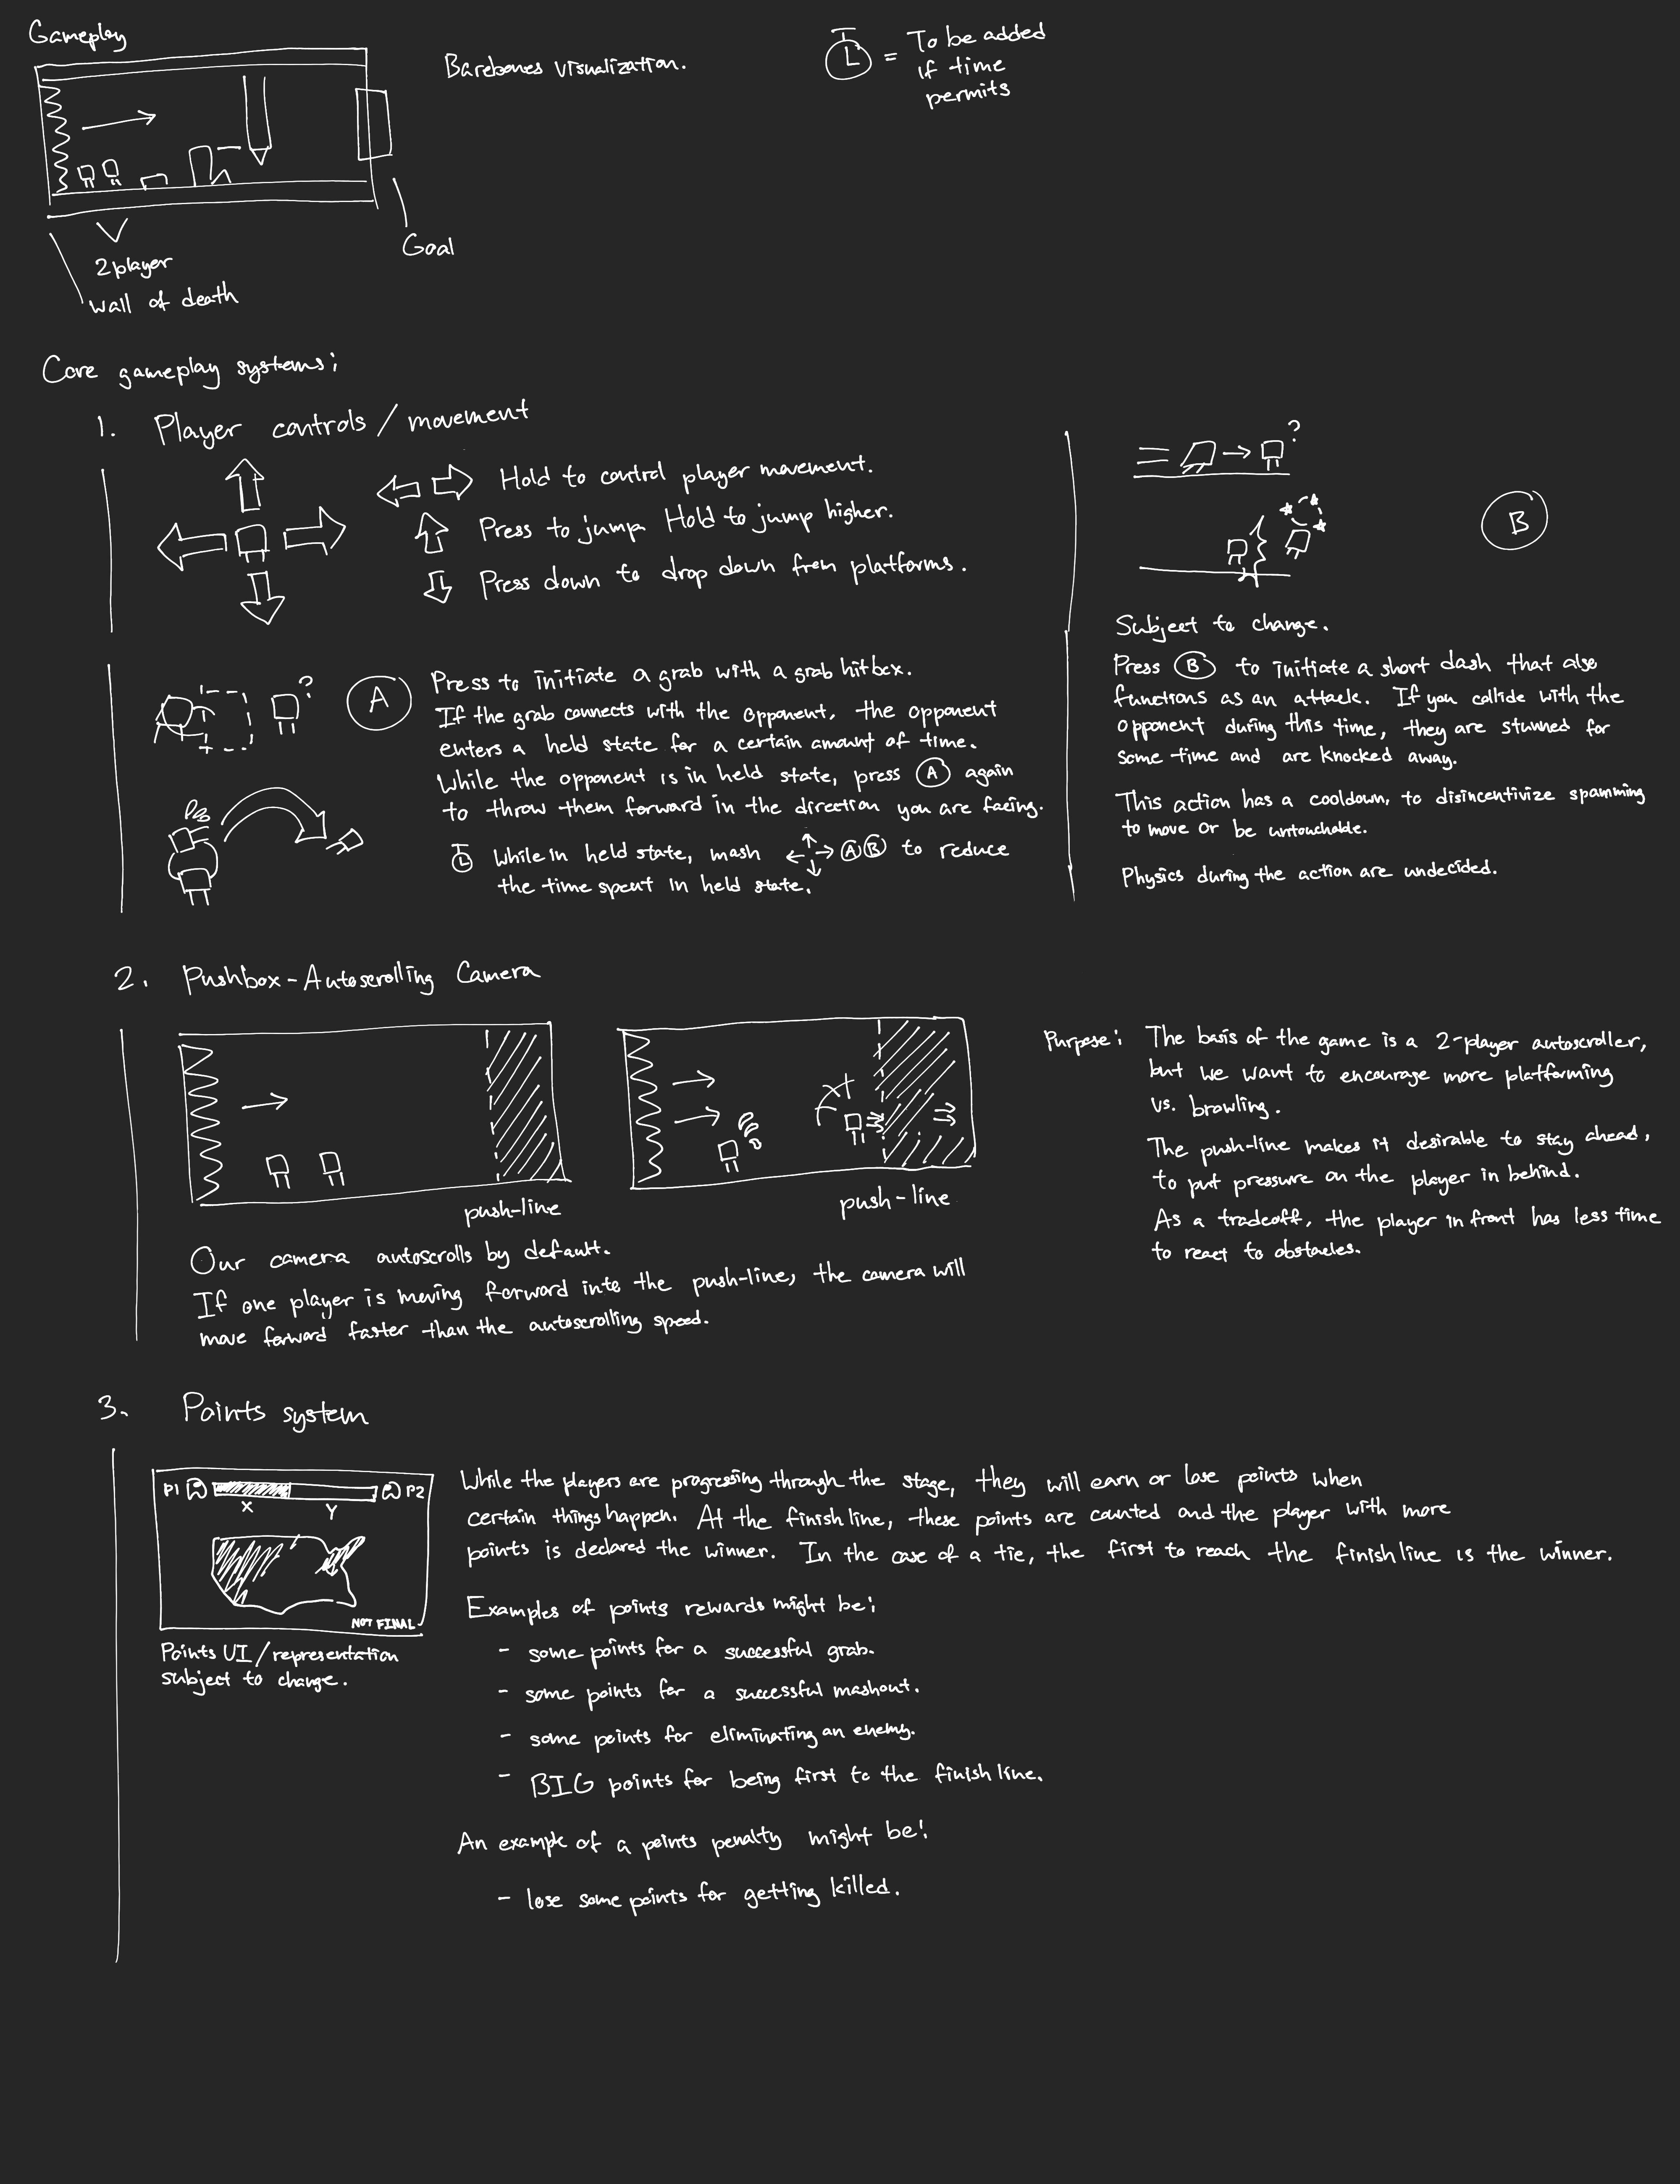 Gameplay
Barebones visualization.
L = To be added
if time
permits
Goal
2 player
wall of death
Core gameplay systems:
1. Player controls / movement
Hold to control player movement.
Press to jump. Hold to jump higher.
Press down to drop down from platforms.
?
A
Press to initiate a grab with a grab hitbox.
If the grab connects with the opponent, the opponent
enters a held state for a certain amount of time.
While the opponent is in held state, press A again
to throw them forward in the direction you are facing.
While in held state, mash A B to reduce
the time spent in held state.
?
B
Subject to change.
Press B to initiate a short dash that also
functions as an attack. If you collide with the
opponent during this time, they are stunned for
some time and are knocked away.
This action has a cooldown, to disincentivize spamming
to move or be untouchable.
Physics during the action are undecided.
2. Pushbox-Autoscrolling Camera
push-line
push-line
Our camera autoscrolls by default.
If one player is moving forward into the push-line, the camera will
move forward faster than the autoscrolling speed.
Purpose: The basis of the game is a 2-player autoscroller,
but we want to encourage more platforming
vs. brawling.
The push-line makes it desirable to stay ahead,
to put pressure on the player in behind.
As a tradeoff, the player in front has less time
to react to obstacles.
3. Points system
P1 P2
X Y
NOT FINAL
Points UI/representation
subject to change.
While the players are progressing through the stage, they will earn or lose points when
certain things happen. At the finish line, these points are counted and the player with more
points is declared the winner. In the case of a tie, the first to reach the finish line is the winner.
Examples of points rewards might be:
- some points for a successful grab.
- some points for a successful mashout.
- some points for eliminating an enemy.
- BIG points for being first to the finish line.
An example of a points penalty might be:
- lose some points for getting killed.